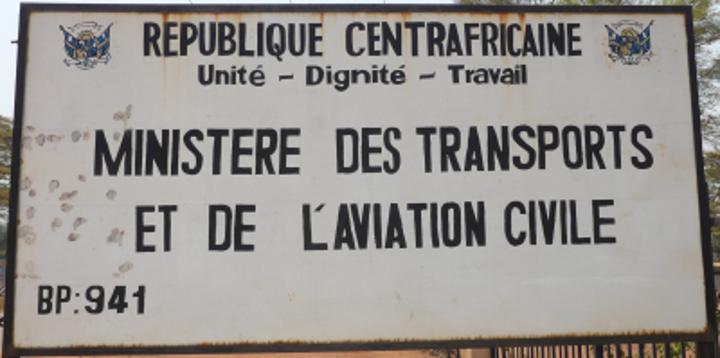 REPUBLIQUE CENTRAFRICAINE
Unité - Dignité - Travail
MINISTERE DES TRANSPORTS
ET DE L'AVIATION CIVILE
BP:941